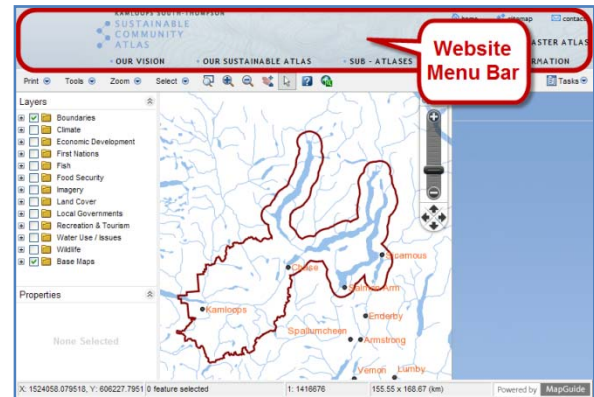 KAMLOOPS SOUTH-THOMPSON
SUSTAINABLE
COMMUNITY
ATLAS
home sitemap contact
ASTER ATLAS
OUR VISION OUR SUSTAINABLE ATLAS SUB - ATLASES RMATION
Website
Menu Bar
Print Tools Zoom Select Tasks
Layers
Boundaries
Climate
Economic Development
First Nations
Fish
Food Security
Imagery
Land Cover
Local Governments
Recreation & Tourism
Water Use / Issues
Wildlife
Base Maps
Properties
None Selected
Sicamous
Chase
Salmon Arm
Kamloops
Enderby
Spallumcheen
Armstrong
Vernon Lumby
X: 1524058.079518, Y: 606227.7951 0 feature selected 1: 1416676 155.55 x 168.67 (km) Powered by MapGuide